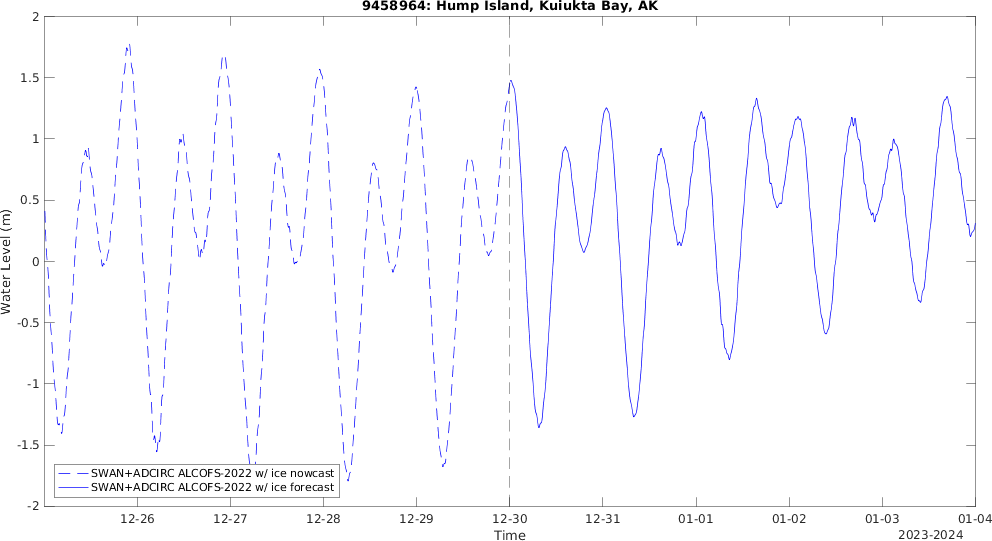 9458964: Hump Island, Kuiukta Bay, AK
2
1.5
1
0.5
0
-0.5
-1
-1.5
-2
Water Level (m)
SWAN+ADCIRC ALCOFS-2022 w/ ice nowcast
SWAN+ADCIRC ALCOFS-2022 w/ ice forecast
12-26 12-27 12-28 12-29 12-30 12-31 01-01 01-02 01-03 01-04
Time
2023-2024